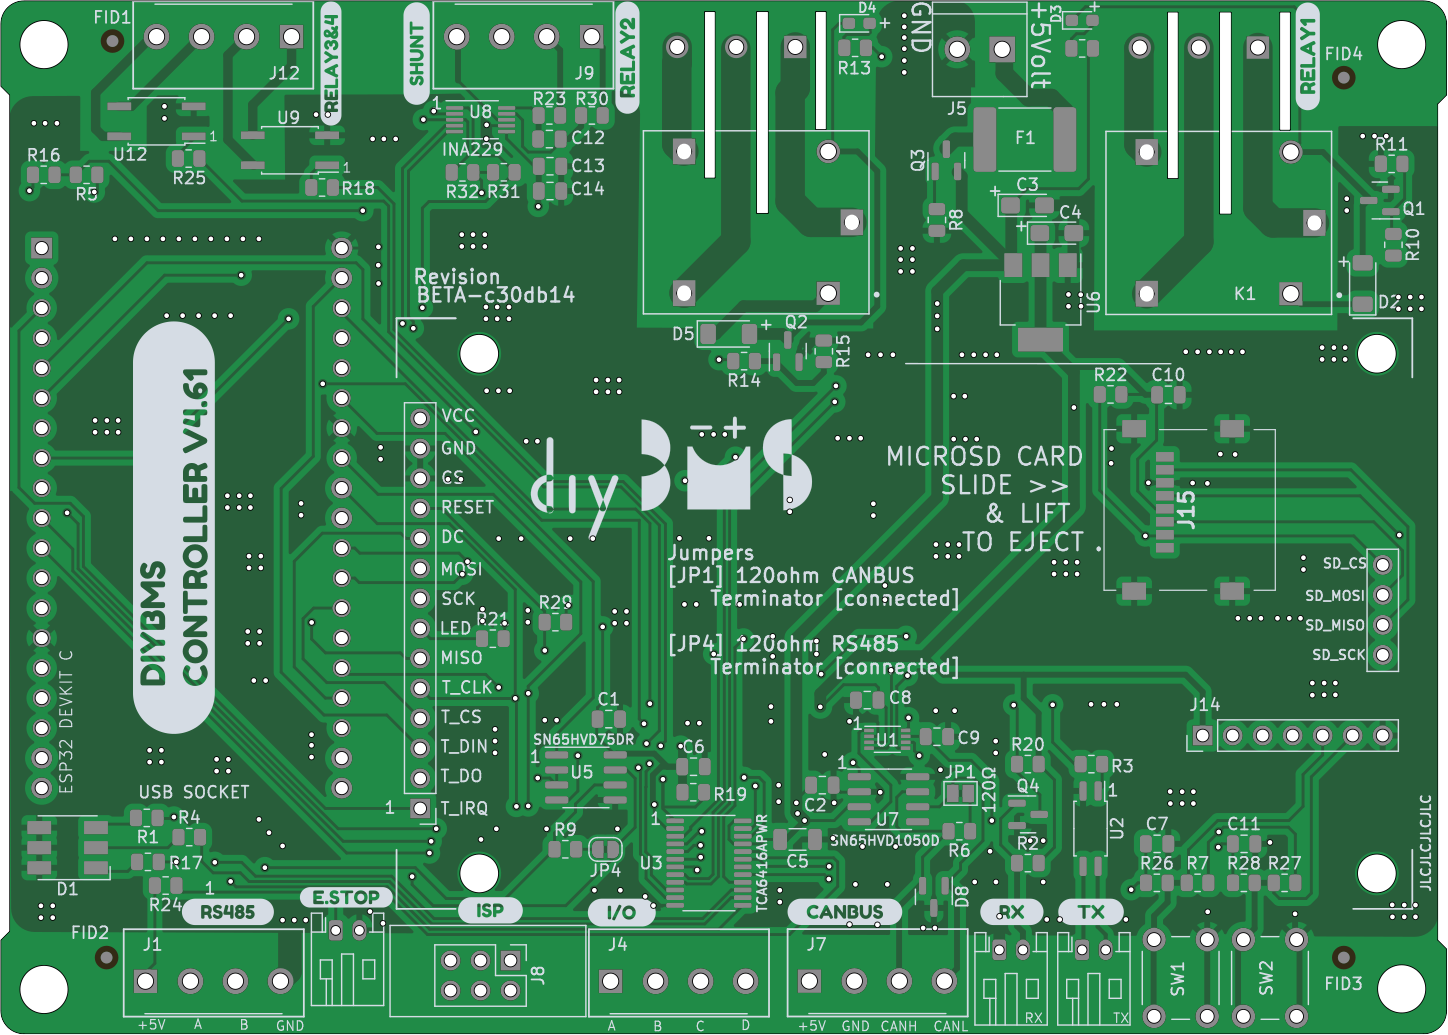 FID1
J12
RELAY3&4
SHUNT
J9
RELAY2
D4
+
R13
GND
+5Volt
D3
+
RELAY1
FID4
J5
U12
1
U9
1
R16
R5
R25
R18
1
U8
INA229
R23
R30
C12
C13
C14
R32
R31
Q3
F1
+
C3
+
C4
R8
U6
R11
Q1
R10
+
D2
K1
Revision
BETA-c30db14
D5
+
Q2
R14
R15
R22
C10
VCC
GND
CS
RESET
DC
MOSI
SCK
LED
MISO
T_CLK
T_CS
T_DIN
T_DO
T_IRQ
1
diyBMS
- +
MICROSD CARD
SLIDE >>
& LIFT
TO EJECT .
J15
Jumpers
[JP1] 120ohm CANBUS
Terminator [connected]
[JP4] 120ohm RS485
Terminator [connected]
SD_CS
SD_MOSI
SD_MISO
SD_SCK
DIYBMS
CONTROLLER V4.61
ESP32 DEVKIT C
R29
R21
C1
SN65HVD75DR
1
U5
C6
R19
C8
1
U1
C9
J14
1
C2
U7
SN65HVD1050D
JP1
120Ω
R20
R3
Q4
1
U2
USB SOCKET
R4
R1
R17
D1
R24
1
R9
JP4
1
U3
TCA6416APWR
C5
R6
R2
D8
C7
C11
R26
R7
R28
R27
JLCJLCJLCJLC
RS485
E.STOP
ISP
I/O
CANBUS
RX
TX
FID2
J1
+5V
A
B
GND
J8
J4
A
B
C
D
J7
+5V
GND
CANH
CANL
RX
TX
SW1
SW2
FID3